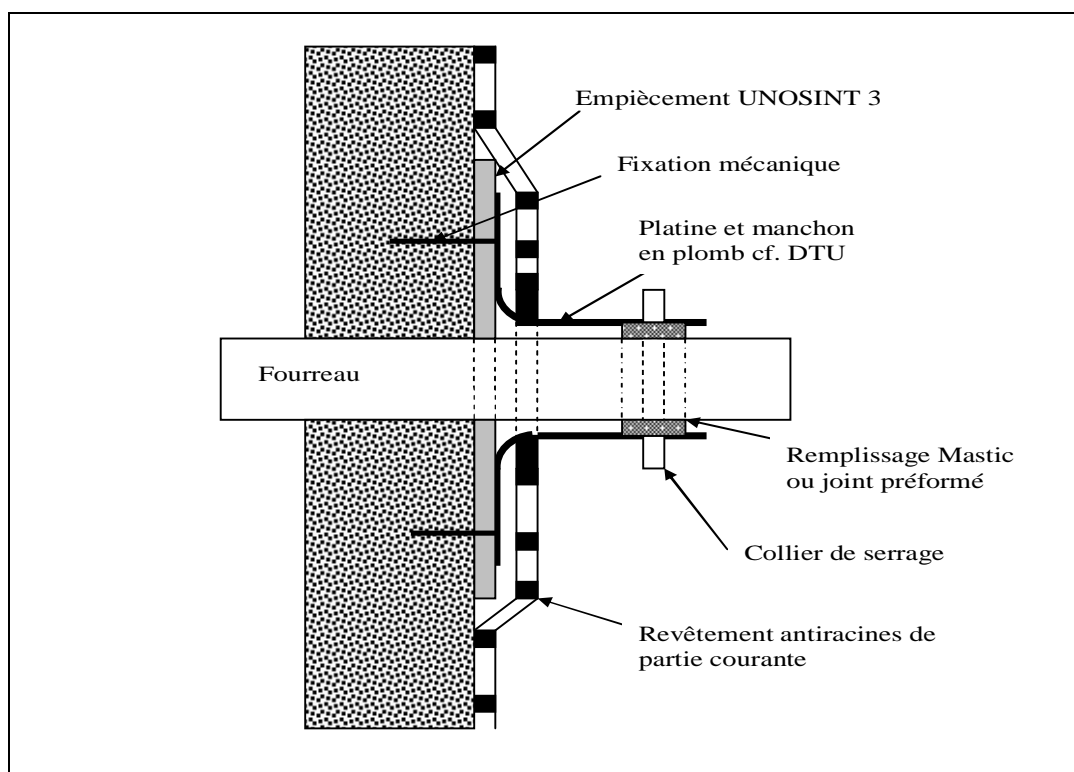 Empiècement UNOSINT 3
Fixation mécanique
Platine et manchon
en plomb cf. DTU
Fourreau
Remplissage Mastic
ou joint préformé
Collier de serrage
Revêtement antiracines de
partie courante